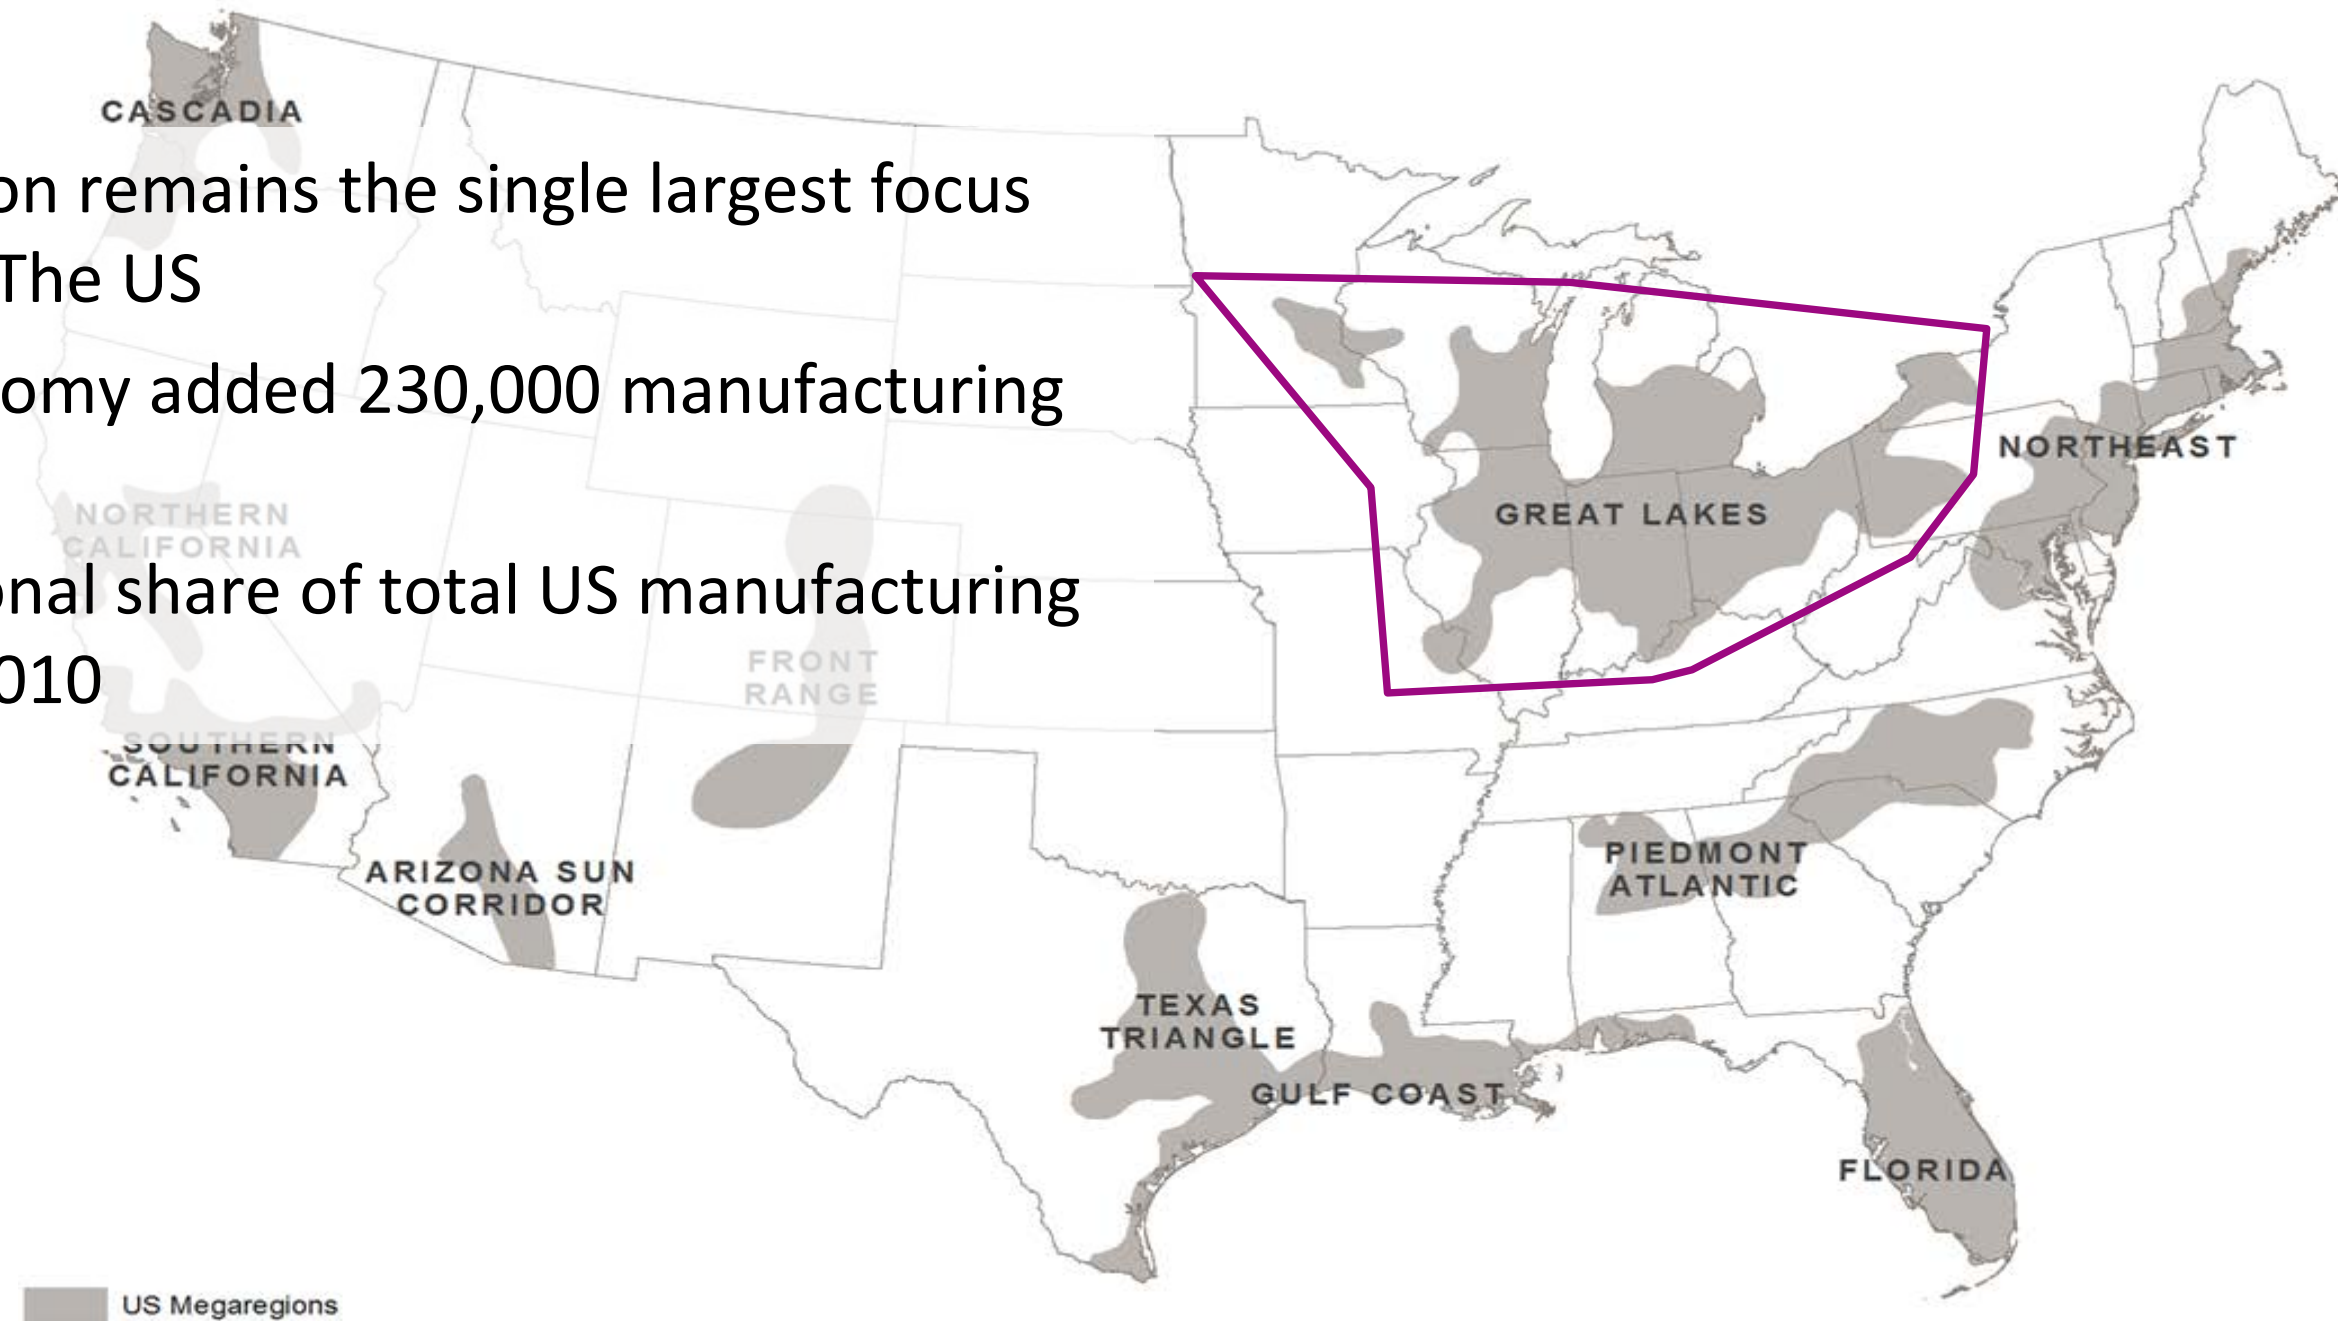 CASCADIA
on remains the single largest focus
The US
omy added 230,000 manufacturing
NORTHEAST
NORTHERN
CALIFORNIA
GREAT LAKES
onal share of total US manufacturing
010
FRONT
RANGE
SOUTHERN
CALIFORNIA
ARIZONA SUN
CORRIDOR
PIEDMONT
ATLANTIC
TEXAS
TRIANGLE
GULF COAST
FLORIDA
US Megaregions